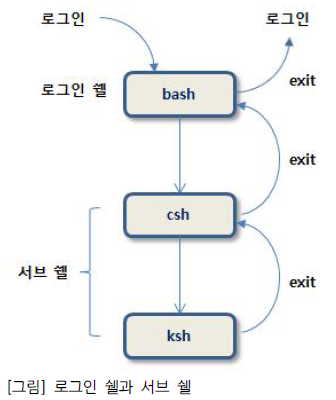 로그인
로그인
로그인 쉘
bash
exit
exit
csh
서브 쉘
exit
ksh
[그림] 로그인 쉘과 서브 쉘